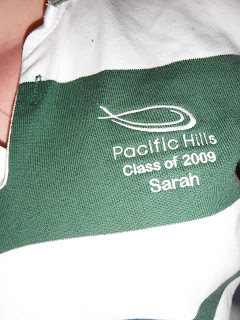 Pacific Hills
Class of 2009
Sarah